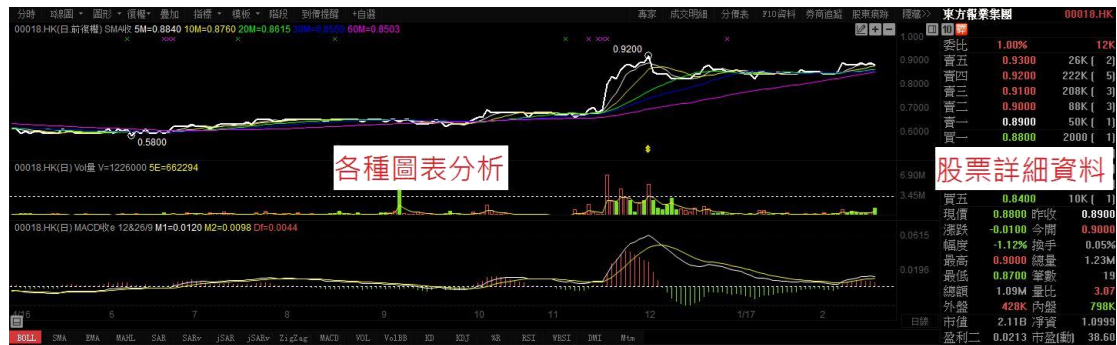 分時 圖形 復權 疊加 指標 模板 階段 到價提醒 +自選 專家 成交明細 分價表 F10資料 券商追蹤 股東痕跡 隱藏>> 東方報業集團 00018.HK
00018.HK(日.前復權) SMA收 5M=0.8840 10M=0.8760 20M=0.8615 60M=0.8503
1.000
0.9200
0.9000
0.8000
0.7000
0.6000
0.5800
各種圖表分析
00018.HK(日) Vol量 V=1226000 5E=662294
6.90M
3.45M
00018.HK(日) MACD收e 12&26/9 M1=0.0120 M2=0.0098 Df=0.0044
0.0615
0.0196
6 7 8 9 10 11 12 1/17 2 日線
BOLL SMA EMA MAHL SAR SARv jSAR jSARv ZigZag MACD VOL VolBB KD KDJ %R RSI WRSI DMI Mtm
委比 1.00% 12K
賣五 0.9300 26K ( 2)
賣四 0.9200 222K ( 5)
賣三 0.9100 208K ( 3)
賣二 0.9000 88K ( 3)
賣一 0.8900 50K ( 1)
買一 0.8800 2000 ( 1)
股票詳細資料
買五 0.8400 10K ( 1)
現價 0.8800 昨收 0.8900
漲跌 -0.0100 今開 0.9000
幅度 -1.12% 換手 0.05%
最高 0.9000 總量 1.23M
最低 0.8700 筆數 19
總額 1.09M 量比 3.07
外盤 428K 內盤 798K
市值 2.11B 淨資 1.0999
盈利二 0.0213 市盈(動) 38.60